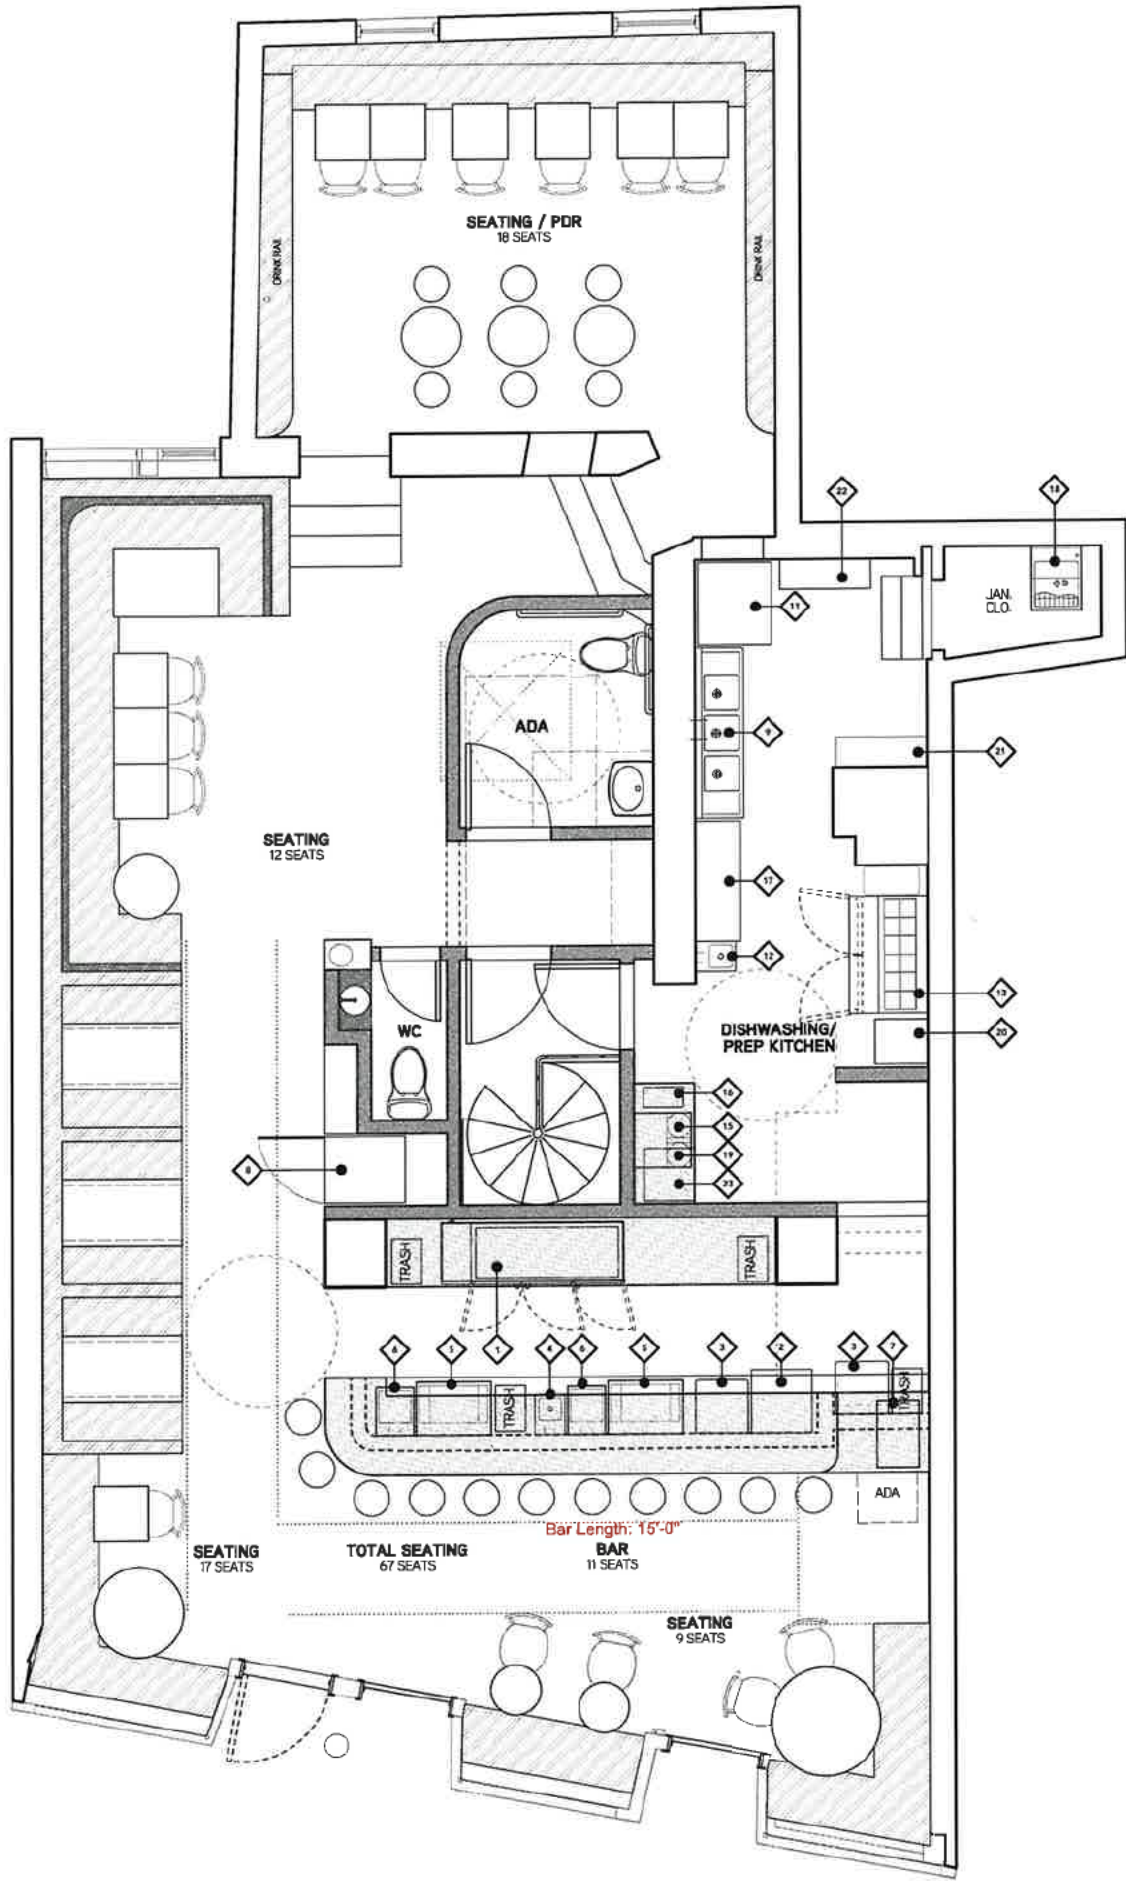 SEATING / PDR
18 SEATS
DRINK RAIL
DRINK RAIL
22
18
JAN.
CLO.
11
ADA
9
21
SEATING
12 SEATS
17
12
13
WC
DISHWASHING/
PREP KITCHEN
20
16
15
8
19
23
TRASH
TRASH
6
5
1
4
6
5
3
2
3
7
TRASH
TRASH
ADA
Bar Length: 15'-0"
SEATING
17 SEATS
TOTAL SEATING
67 SEATS
BAR
11 SEATS
SEATING
9 SEATS